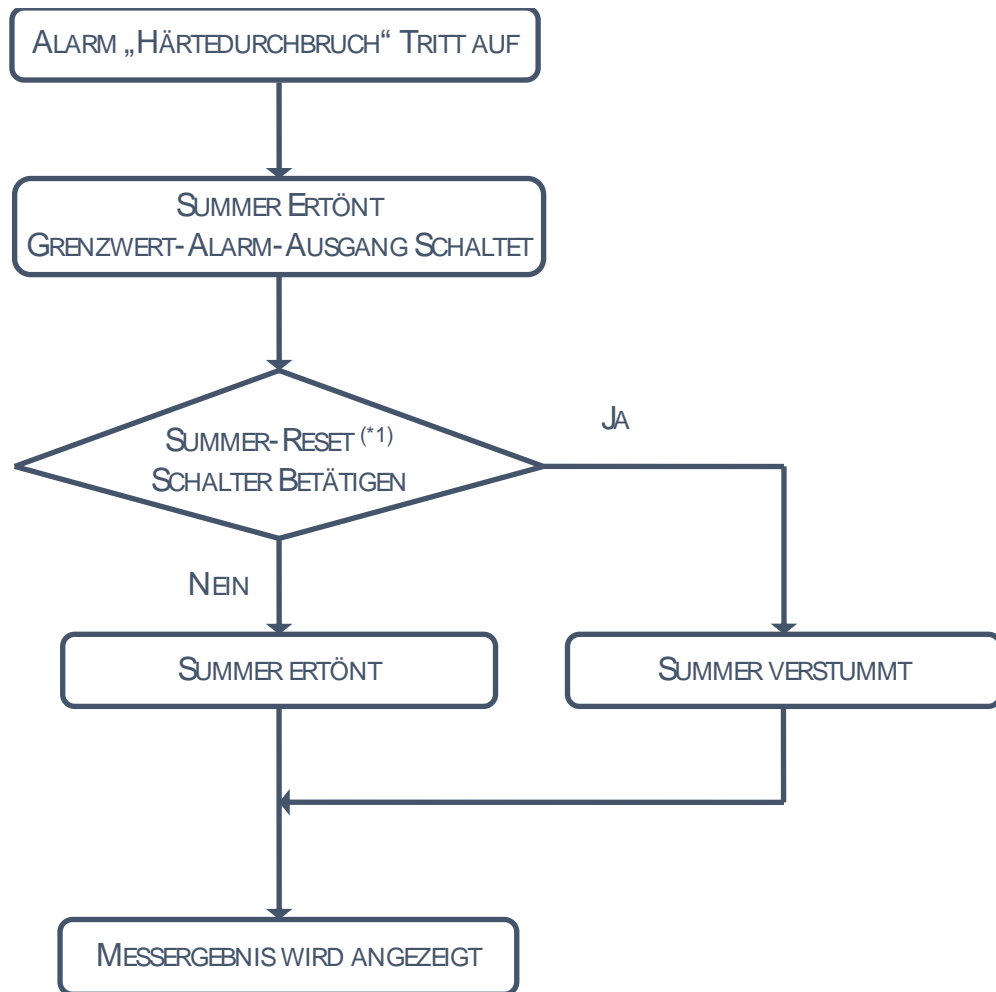 Alarm „Härtedurchbruch“ Tritt auf
Summer Ertönt
Grenzwert-Alarm-Ausgang Schaltet
Summer-Reset (*1)
Schalter Betätigen
Ja
Nein
Summer ertönt
Summer verstummt
Messergebnis wird angezeigt